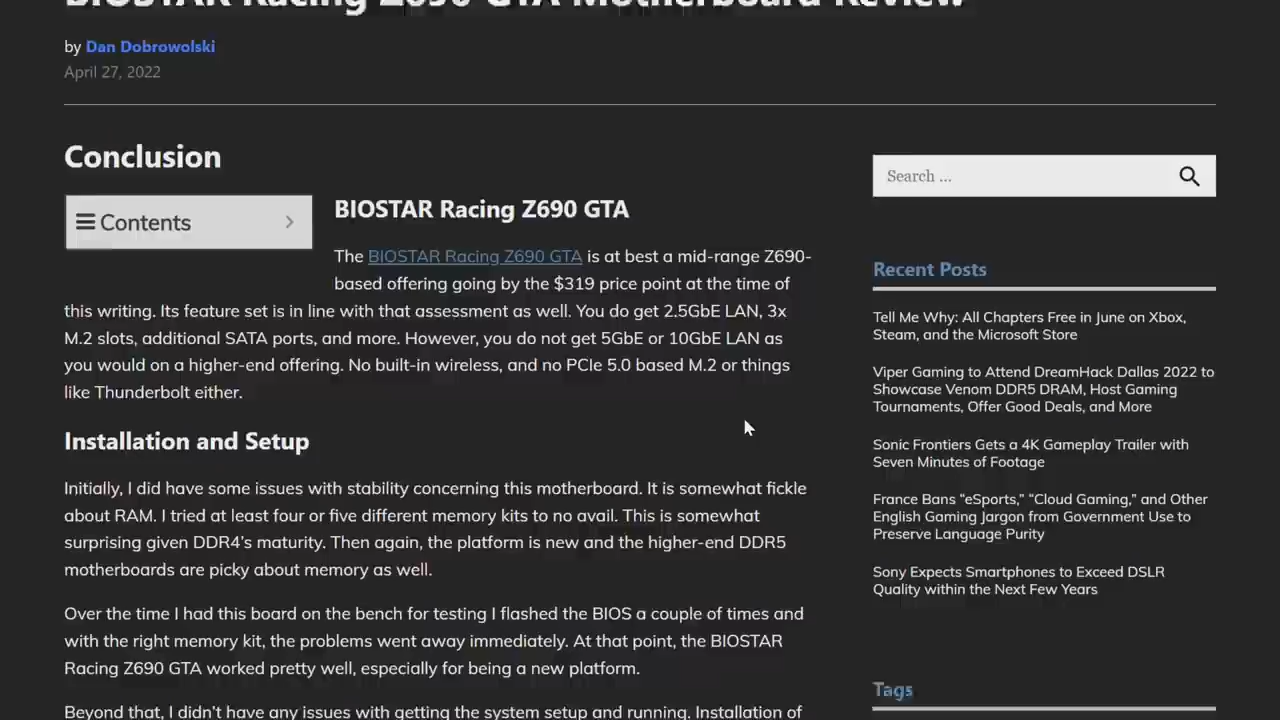 BIOSTAR Racing Z690 GTA Motherboard Review
by Dan Dobrowolski
April 27, 2022
Conclusion
Contents
BIOSTAR Racing Z690 GTA
The BIOSTAR Racing Z690 GTA is at best a mid-range Z690-
based offering going by the $319 price point at the time of
this writing. Its feature set is in line with that assessment as well. You do get 2.5GbE LAN, 3x
M.2 slots, additional SATA ports, and more. However, you do not get 5GbE or 10GbE LAN as
you would on a higher-end offering. No built-in wireless, and no PCIe 5.0 based M.2 or things
like Thunderbolt either.
Installation and Setup
Initially, I did have some issues with stability concerning this motherboard. It is somewhat fickle
about RAM. I tried at least four or five different memory kits to no avail. This is somewhat
surprising given DDR4’s maturity. Then again, the platform is new and the higher-end DDR5
motherboards are picky about memory as well.
Over the time I had this board on the bench for testing I flashed the BIOS a couple of times and
with the right memory kit, the problems went away immediately. At that point, the BIOSTAR
Racing Z690 GTA worked pretty well, especially for being a new platform.
Beyond that, I didn’t have any issues with getting the system setup and running. Installation of
Search ...
Recent Posts
Tell Me Why: All Chapters Free in June on Xbox,
Steam, and the Microsoft Store
Viper Gaming to Attend DreamHack Dallas 2022 to
Showcase Venom DDR5 DRAM, Host Gaming
Tournaments, Offer Good Deals, and More
Sonic Frontiers Gets a 4K Gameplay Trailer with
Seven Minutes of Footage
France Bans “eSports,” “Cloud Gaming,” and Other
English Gaming Jargon from Government Use to
Preserve Language Purity
Sony Expects Smartphones to Exceed DSLR
Quality within the Next Few Years
Tags